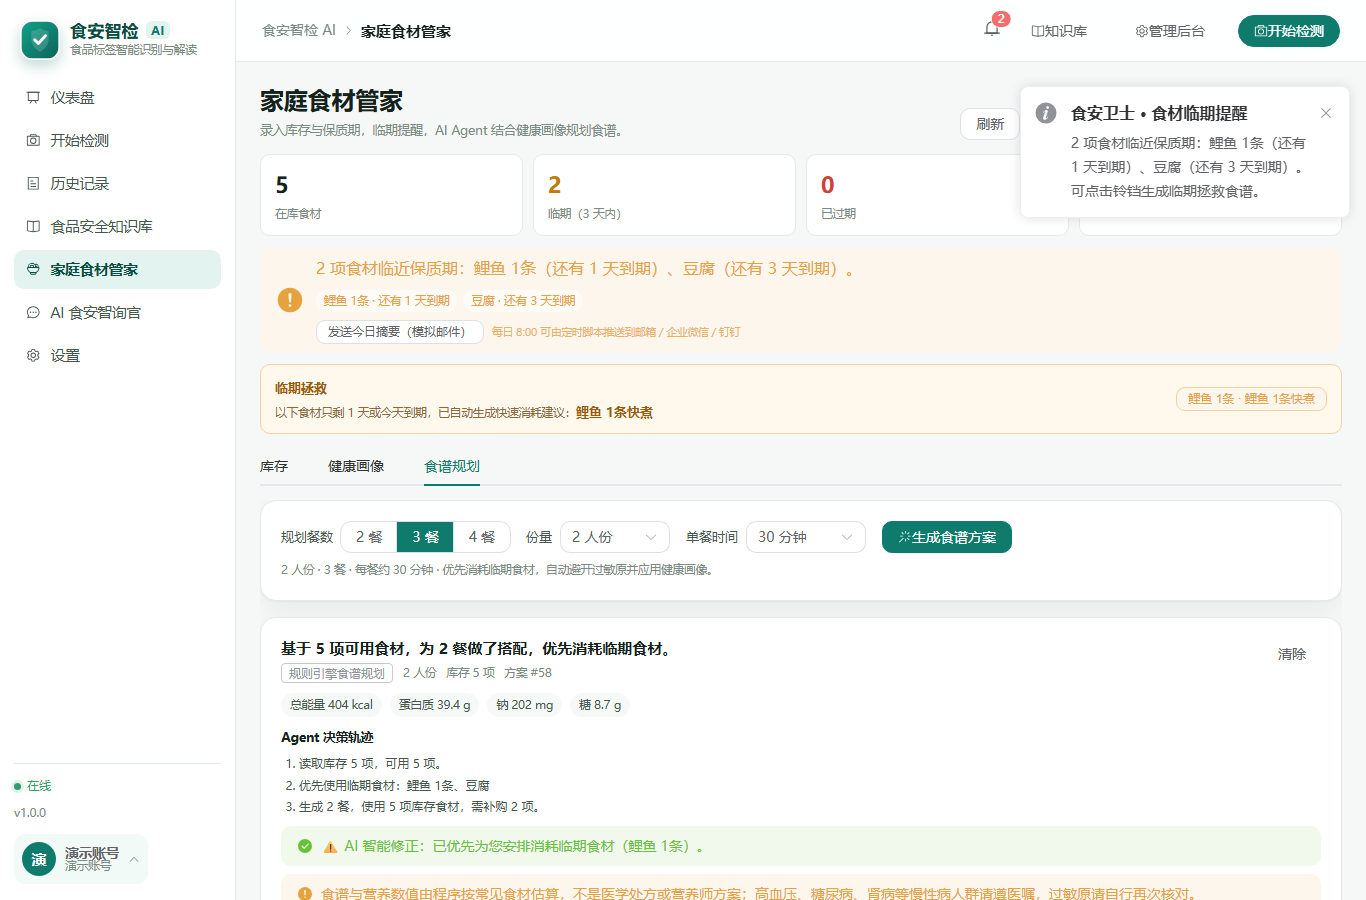 食安智检 AI
食品标签智能识别与解读
仪表盘
开始检测
历史记录
食品安全知识库
家庭食材管家
AI 食安智询官
设置
在线
v1.0.0
演
演示账号
演示账号
食安智检 AI > 家庭食材管家
2
知识库
管理后台
开始检测
家庭食材管家
录入库存与保质期，临期提醒，AI Agent 结合健康画像规划食谱。
刷新
食安卫士 • 食材临期提醒
2 项食材临近保质期：鲤鱼 1条（还有
1 天到期）、豆腐（还有 3 天到期）。
可点击铃铛生成临期拯救食谱。
5
在库食材
2
临期（3 天内）
0
已过期
2 项食材临近保质期：鲤鱼 1条（还有 1 天到期）、豆腐（还有 3 天到期）。
鲤鱼 1条 · 还有 1 天到期
豆腐 · 还有 3 天到期
发送今日摘要（模拟邮件）
每日 8:00 可由定时脚本推送到邮箱 / 企业微信 / 钉钉
临期拯救
以下食材只剩 1 天或今天到期，已自动生成快速消耗建议：鲤鱼 1条快煮
鲤鱼 1条 · 鲤鱼 1条快煮
库存
健康画像
食谱规划
规划餐数
2 餐
3 餐
4 餐
份量
2 人份
单餐时间
30 分钟
生成食谱方案
2 人份 · 3 餐 · 每餐约 30 分钟 · 优先消耗临期食材，自动避开过敏原并应用健康画像。
基于 5 项可用食材，为 2 餐做了搭配，优先消耗临期食材。
清除
规则引擎食谱规划
2 人份
库存 5 项
方案 #58
总能量 404 kcal
蛋白质 39.4 g
钠 202 mg
糖 8.7 g
Agent 决策轨迹
1. 读取库存 5 项，可用 5 项。
2. 优先使用临期食材：鲤鱼 1条、豆腐
3. 生成 2 餐，使用 5 项库存食材，需补购 2 项。
AI 智能修正：已优先为您安排消耗临期食材（鲤鱼 1条）。
食谱与营养数值由程序按常见食材估算，不是医学处方或营养师方案；高血压、糖尿病、肾病等慢性病人群请遵医嘱，过敏原请自行再次核对。